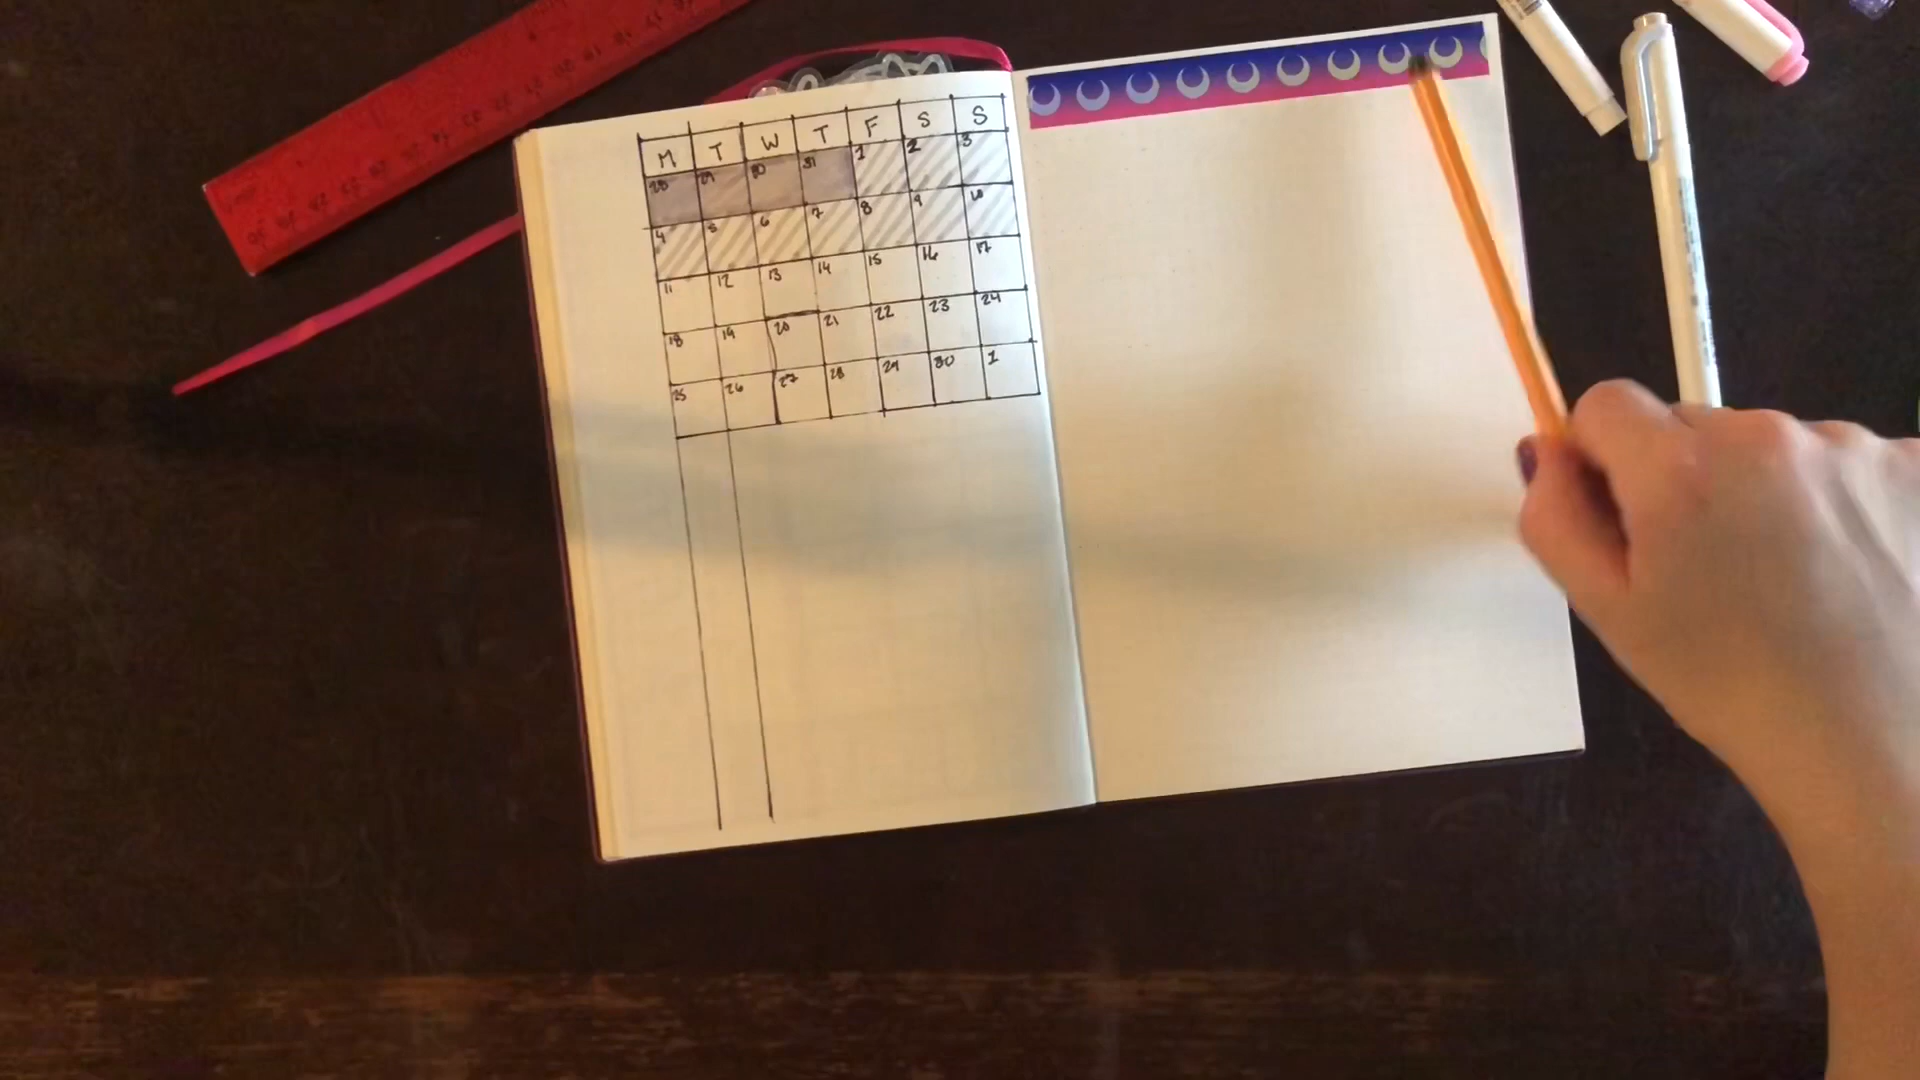 M T W T F S S
28 29 30 31 1 2 3
4 5 6 7 8 9 10
11 12 13 14 15 16 17
18 19 20 21 22 23 24
25 26 27 28 29 30 1